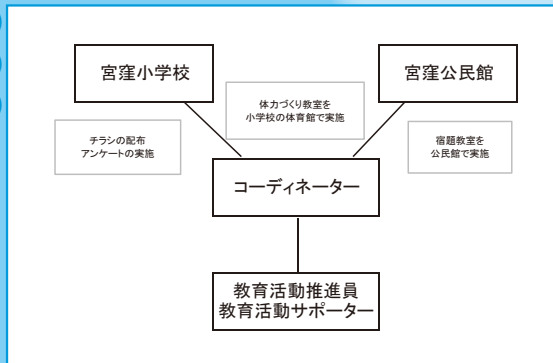 宮窪小学校
宮窪公民館
体力づくり教室を
小学校の体育館で実施
チラシの配布
アンケートの実施
宿題教室を
公民館で実施
コーディネーター
教育活動推進員
教育活動サポーター